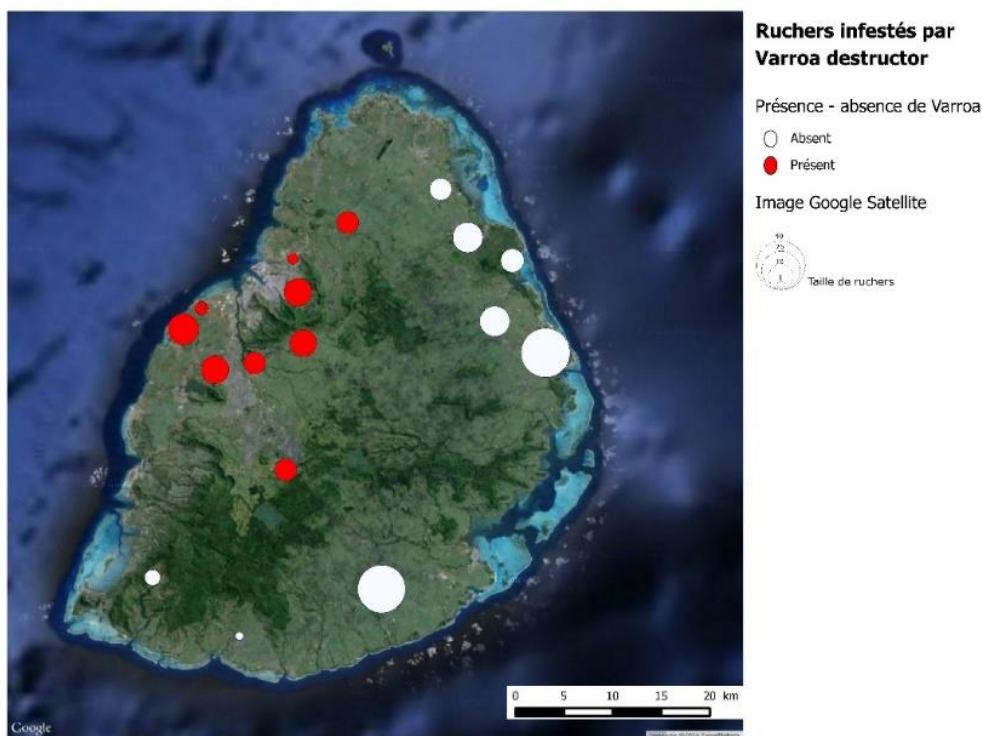 Ruchers infestés par
Varroa destructor
Présence - absence de Varroa
Absent
Présent
Image Google Satellite
Taille de ruchers
0 5 10 15 20 km
Google